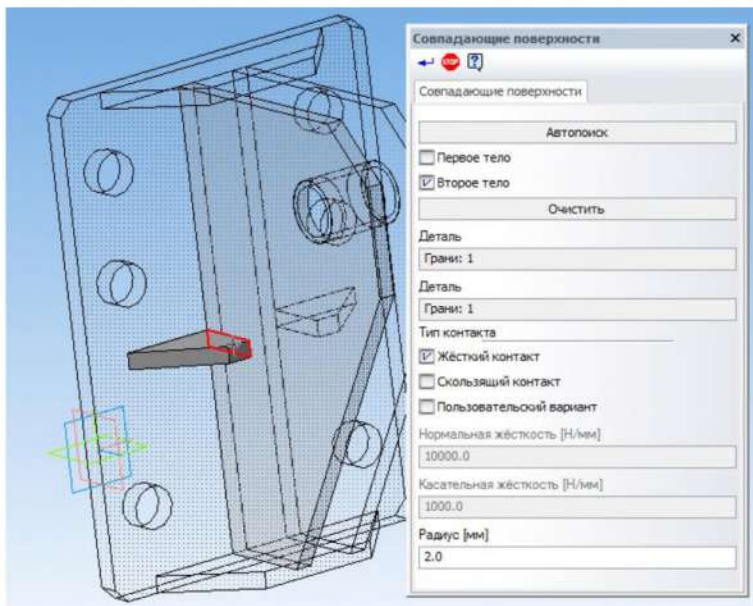 Совпадающие поверхности
STOP
Совпадающие поверхности
Автопоиск
Первое тело
Второе тело
Очистить
Деталь
Грани: 1
Деталь
Грани: 1
Тип контакта
Жёсткий контакт
Скользящий контакт
Пользовательский вариант
Нормальная жёсткость [Н/мм]
10000.0
Касательная жёсткость [Н/мм]
1000.0
Радиус [мм]
2.0